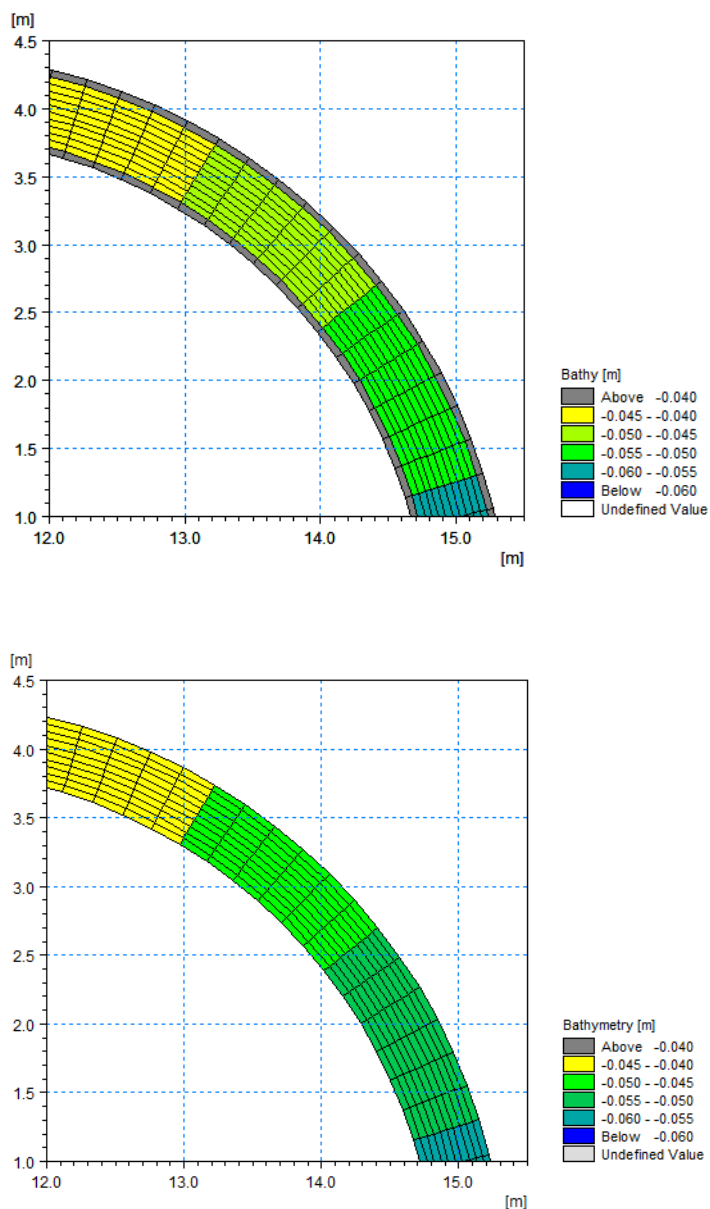 [m]
4.5
4.0
3.5
3.0
2.5
2.0
1.5
1.0
12.0 13.0 14.0 15.0
[m]
Bathy [m]
Above -0.040
-0.045 - -0.040
-0.050 - -0.045
-0.055 - -0.050
-0.060 - -0.055
Below -0.060
Undefined Value
[m]
4.5
4.0
3.5
3.0
2.5
2.0
1.5
1.0
12.0 13.0 14.0 15.0
[m]
Bathymetry [m]
Above -0.040
-0.045 - -0.040
-0.050 - -0.045
-0.055 - -0.050
-0.060 - -0.055
Below -0.060
Undefined Value